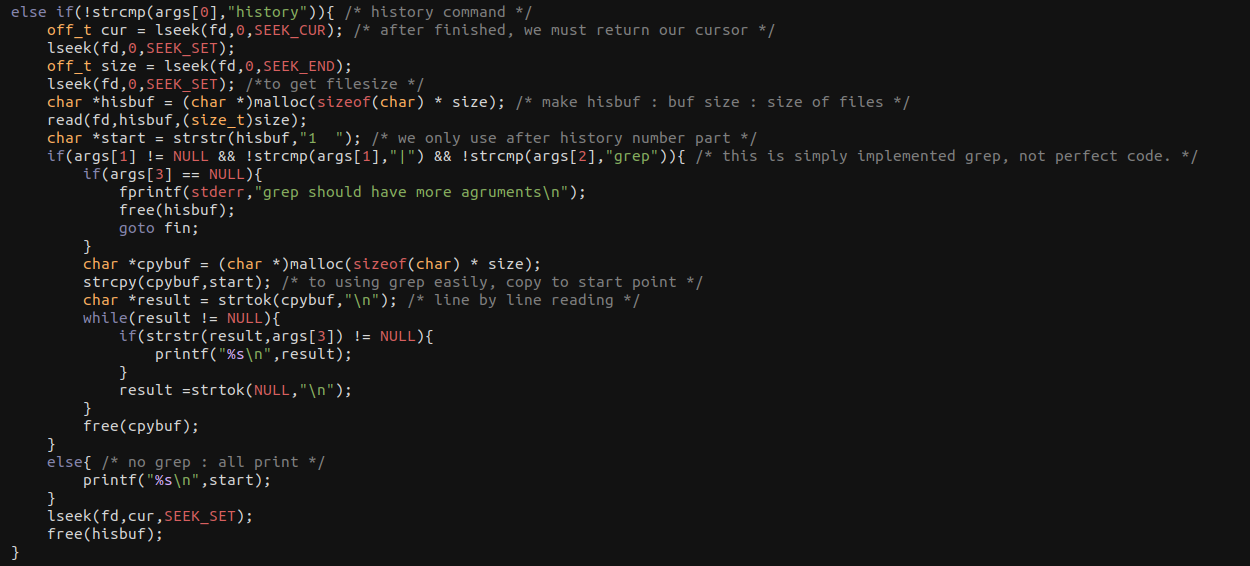 else if(!strcmp(args[0],"history")){ /* history command */
    off_t cur = lseek(fd,0,SEEK_CUR); /* after finished, we must return our cursor */
    lseek(fd,0,SEEK_SET);
    off_t size = lseek(fd,0,SEEK_END);
    lseek(fd,0,SEEK_SET); /*to get filesize */
    char *hisbuf = (char *)malloc(sizeof(char) * size); /* make hisbuf : buf size : size of files */
    read(fd,hisbuf,(size_t)size);
    char *start = strstr(hisbuf,"1  "); /* we only use after history number part */
    if(args[1] != NULL && !strcmp(args[1],"|") && !strcmp(args[2],"grep")){ /* this is simply implemented grep, not perfect code. */
        if(args[3] == NULL){
            fprintf(stderr,"grep should have more agruments\n");
            free(hisbuf);
            goto fin;
        }
        char *cpybuf = (char *)malloc(sizeof(char) * size);
        strcpy(cpybuf,start); /* to using grep easily, copy to start point */
        char *result = strtok(cpybuf,"\n"); /* line by line reading */
        while(result != NULL){
            if(strstr(result,args[3]) != NULL){
                printf("%s\n",result);
            }
            result =strtok(NULL,"\n");
        }
        free(cpybuf);
    }
    else{ /* no grep : all print */
        printf("%s\n",start);
    }
    lseek(fd,cur,SEEK_SET);
    free(hisbuf);
}